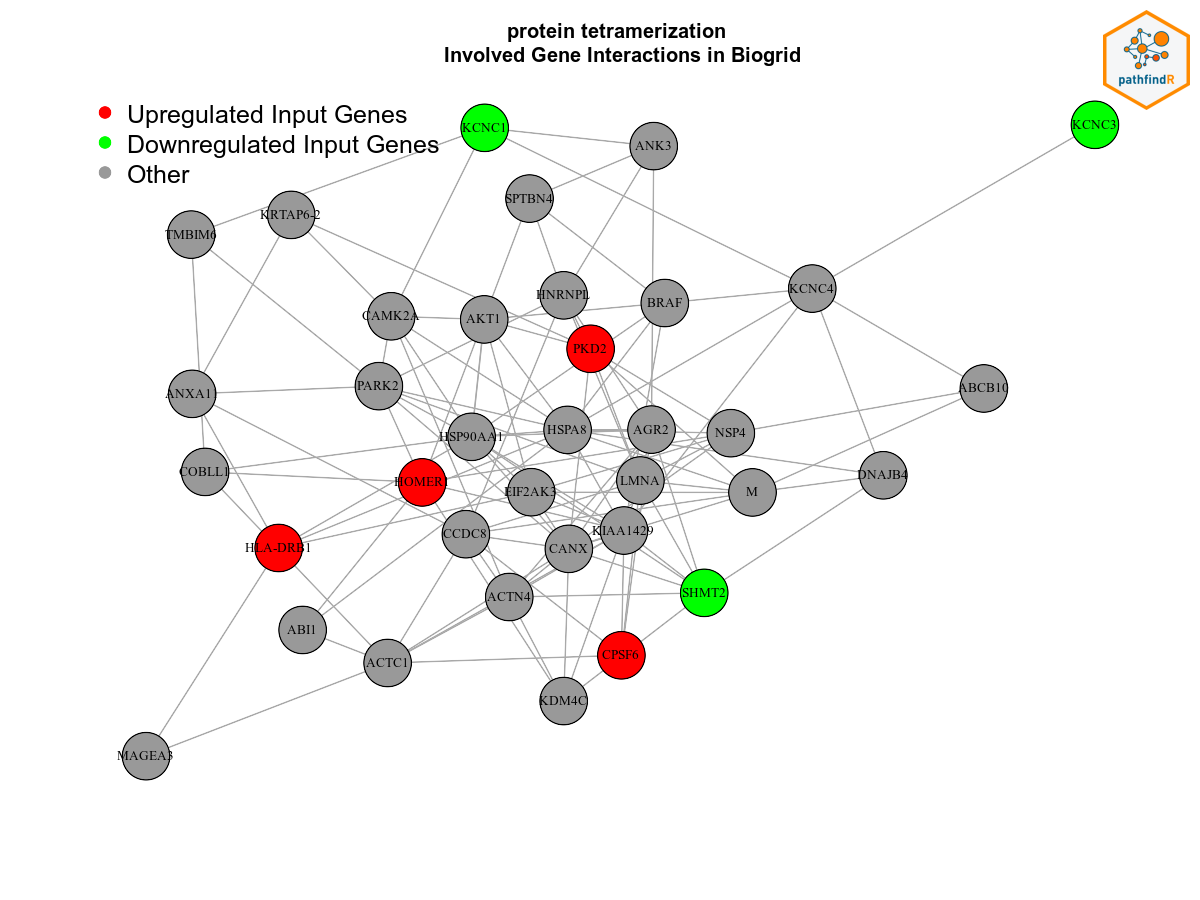 protein tetramerization
Involved Gene Interactions in Biogrid
pathfindR
Upregulated Input Genes
Downregulated Input Genes
Other
KCNC1
KCNC3
ANK3
SPTBN4
KRTAP6-2
TMBIM6
KCNC4
HNRNPL
BRAF
CAMK2A
AKT1
PKD2
PARK2
ABCB10
ANXA1
HSP90AA1
HSPA8
AGR2
NSP4
COBLL1
HOMER1
EIF2AK3
LMNA
M
DNAJB4
HLA-DRB1
CCDC8
CANX
KIAA1429
ACTN4
SHMT2
ABI1
ACTC1
CPSF6
KDM4C
MAGEA3